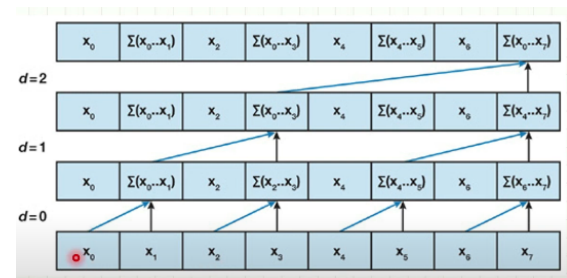 x₀ Σ(x₀..x₁) x₂ Σ(x₀..x₃) x₄ Σ(x₄..x₅) x₆ Σ(x₀..x₇)
d=2
x₀ Σ(x₀..x₁) x₂ Σ(x₀..x₃) x₄ Σ(x₄..x₅) x₆ Σ(x₄..x₇)
d=1
x₀ Σ(x₀..x₁) x₂ Σ(x₂..x₃) x₄ Σ(x₄..x₅) x₆ Σ(x₆..x₇)
d=0
x₀ x₁ x₂ x₃ x₄ x₅ x₆ x₇